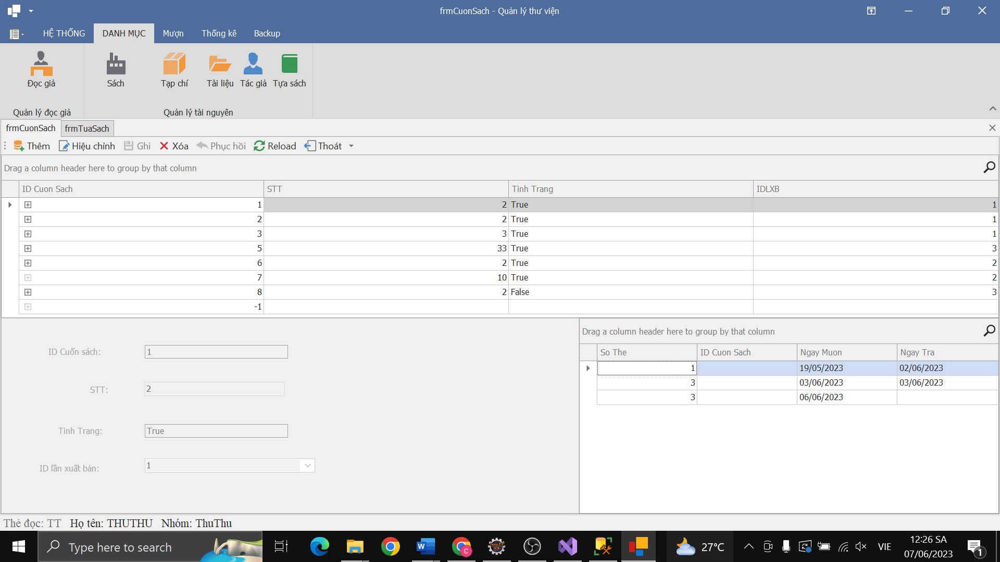 frmCuonSach - Quản lý thư viện
HỆ THỐNG DANH MỤC Mượn Thống kê Backup
Đọc giả Sách Tạp chí Tài liệu Tác giả Tựa sách
Quản lý đọc giả Quản lý tài nguyên
frmCuonSach frmTuaSach
Thêm Hiệu chỉnh Ghi Xóa Phục hồi Reload Thoát
Drag a column header here to group by that column
ID Cuon Sach STT Tinh Trang IDLXB
1 2 True 1
2 2 True 1
3 3 True 1
5 33 True 3
6 2 True 2
7 10 True 2
8 2 False 3
-1
ID Cuốn sách: 1
STT: 2
Tinh Trang: True
ID lần xuất bản: 1
Drag a column header here to group by that column
So The ID Cuon Sach Ngay Muon Ngay Tra
1 19/05/2023 02/06/2023
3 03/06/2023 03/06/2023
3 06/06/2023
Thẻ đọc: TT Họ tên: THUTHU Nhóm: ThuThu
Type here to search 27°C VIE 12:26 SA
07/06/2023 1